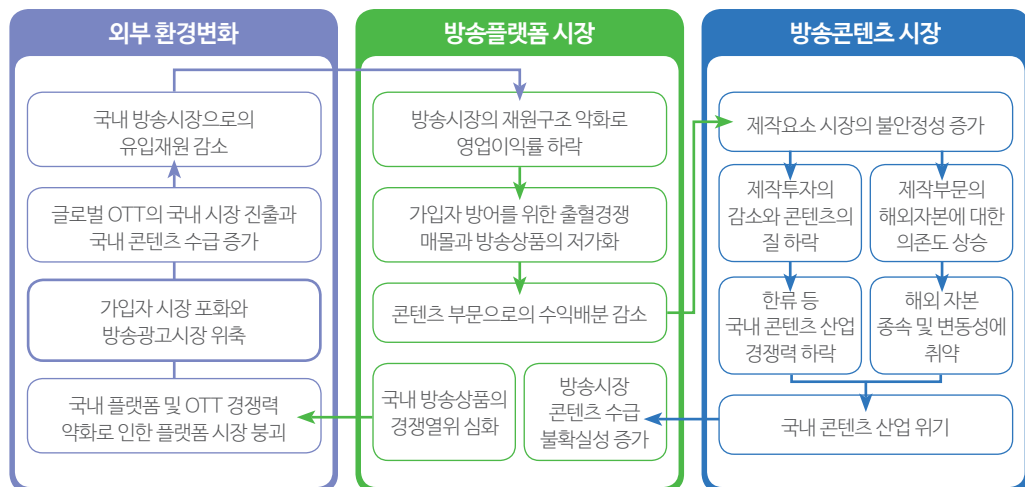 외부 환경변화
국내 방송시장으로의
유입재원 감소
글로벌 OTT의 국내 시장 진출과
국내 콘텐츠 수급 증가
가입자 시장 포화와
방송광고시장 위축
국내 플랫폼 및 OTT 경쟁력
약화로 인한 플랫폼 시장 붕괴
방송플랫폼 시장
방송시장의 재원구조 악화로
영업이익률 하락
가입자 방어를 위한 출혈경쟁
매몰과 방송상품의 저가화
콘텐츠 부문으로의 수익배분 감소
국내 방송상품의
경쟁열위 심화
방송시장
콘텐츠 수급
불확실성 증가
방송콘텐츠 시장
제작요소 시장의 불안정성 증가
제작투자의
감소와 콘텐츠의
질 하락
제작부문의
해외자본에 대한
의존도 상승
한류 등
국내 콘텐츠 산업
경쟁력 하락
해외 자본
종속 및 변동성에
취약
국내 콘텐츠 산업 위기